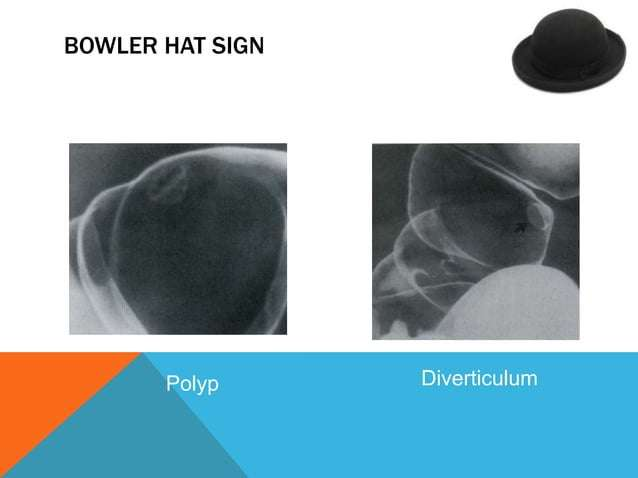 BOWLER HAT SIGN
Polyp
Diverticulum